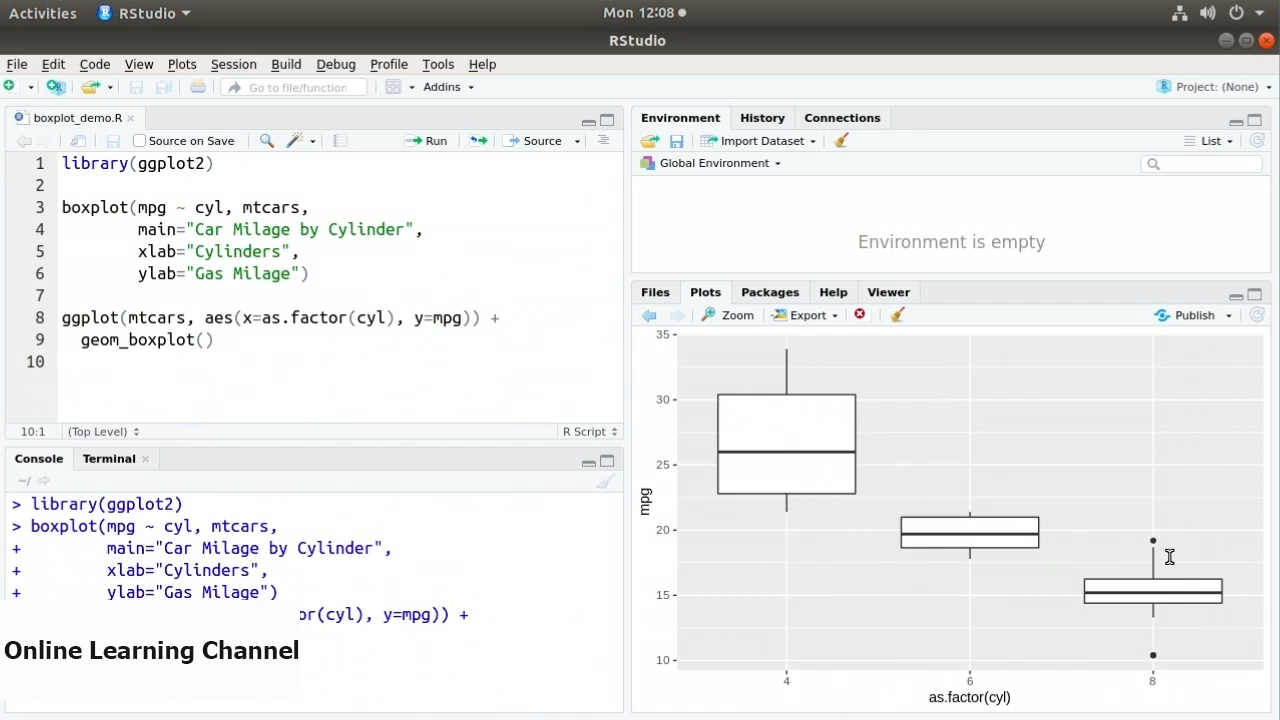 Activities RStudio Mon 12:08
RStudio
File Edit Code View Plots Session Build Debug Profile Tools Help
Go to file/function Addins Project: (None)
boxplot_demo.R
Source on Save Run Source
1 library(ggplot2)
2
3 boxplot(mpg ~ cyl, mtcars,
4 main="Car Milage by Cylinder",
5 xlab="Cylinders",
6 ylab="Gas Milage")
7
8 ggplot(mtcars, aes(x=as.factor(cyl), y=mpg)) +
9 geom_boxplot()
10
10:1 (Top Level) R Script
Console Terminal
~/
> library(ggplot2)
> boxplot(mpg ~ cyl, mtcars,
+ main="Car Milage by Cylinder",
+ xlab="Cylinders",
+ ylab="Gas Milage")
or(cyl), y=mpg)) +
Online Learning Channel
Environment History Connections
Import Dataset List
Global Environment
Environment is empty
Files Plots Packages Help Viewer
Zoom Export Publish
35
30
25
20
15
10
mpg
4 6 8
as.factor(cyl)